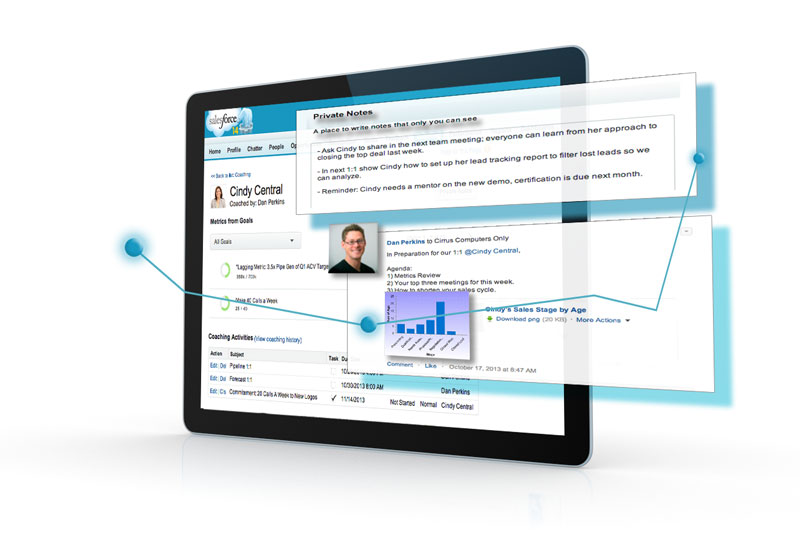 salesforce
14
Home Profile Chatter People Op
<< Back to All: Coaching
Cindy Central
Coached by: Dan Perkins
Metrics from Goals
All Goals
"Lagging Metric: 3.5x Pipe Gen of Q1 ACV Target
Calls a Week
25 / 40
Coaching Activities (View coaching history)
Action Subject Task Du
Edit | De Pipeline 1:1
Dan Perkins
Edit | De Forecast 1:1 10/30/2013 8:03 AM Dan Perkins
Edit | Cls Commitment: 20 Calls A Week to New Logos ✓ 11/14/2013 Not Started Normal Cindy Central
Private Notes
A place to write notes that only you can see
- Ask Cindy to share in the next team meeting; everyone can learn from her approach to
closing the top deal last week.
- In next 1:1 show Cindy how to set up her lead tracking report to filter lost leads so we
can analyze.
- Reminder: Cindy needs a mentor on the new demo, certification is due next month.
Dan Perkins to Cirrus Computers Only
In Preparation for our 1:1 @Cindy Central,
Agenda:
1) Metrics Review
2) Your top three meetings for this week.
3) How to shorten your sales cycle.
Cindy's Sales Stage by Age
Download png (20 KB) · More Actions
Comment · Like · October 17, 2013 at 8:47 AM